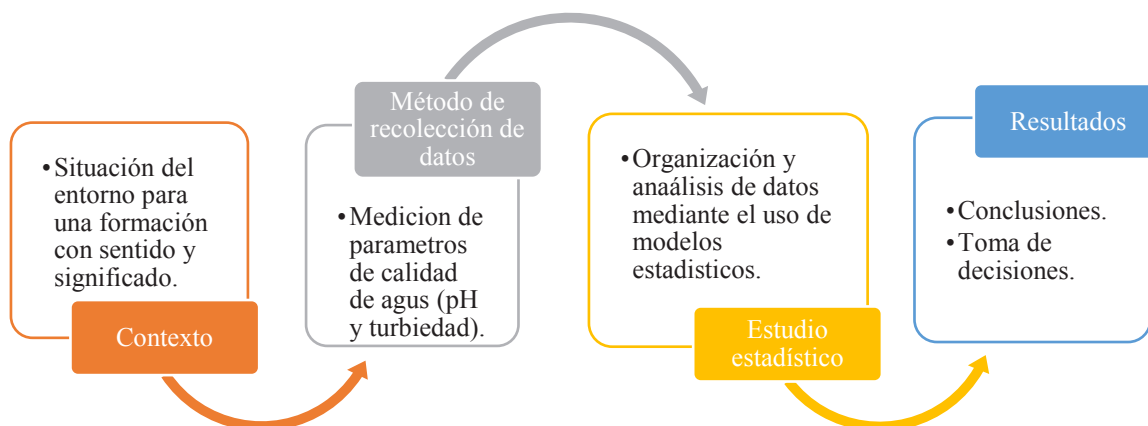 •Situación del
entorno para
una formación
con sentido y
significado.
Contexto
Método de
recolección de
datos
•Medicion de
parametros
de calidad
de agus (pH
y turbiedad).
•Organización y
anaálisis de datos
mediante el uso de
modelos
estadisticos.
Estudio
estadístico
Resultados
•Conclusiones.
•Toma de
decisiones.